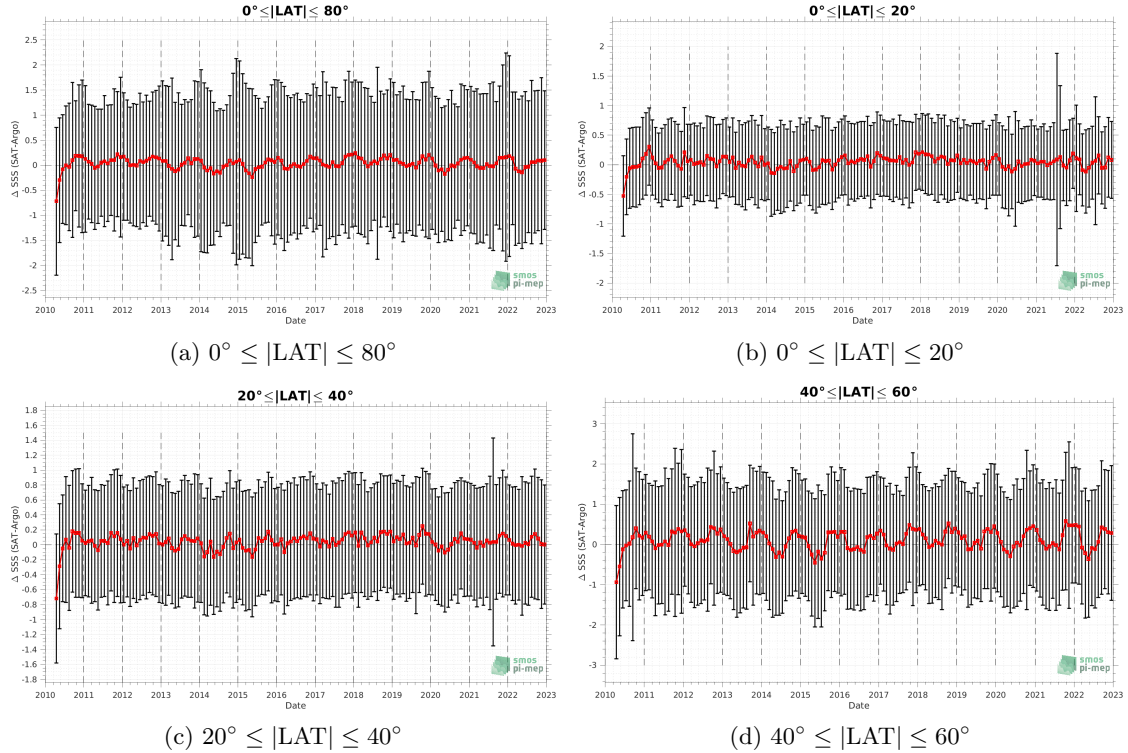 0°≤|LAT|≤ 80°
Δ SSS (SAT-Argo)
2.5
2
1.5
1
0.5
0
-0.5
-1
-1.5
-2
-2.5
2010 2011 2012 2013 2014 2015 2016 2017 2018 2019 2020 2021 2022 2023
Date
smos
pi-mep
(a) 0° ≤ |LAT| ≤ 80°
0°≤|LAT|≤ 20°
Δ SSS (SAT-Argo)
2
1.5
1
0.5
0
-0.5
-1
-1.5
-2
2010 2011 2012 2013 2014 2015 2016 2017 2018 2019 2020 2021 2022 2023
Date
smos
pi-mep
(b) 0° ≤ |LAT| ≤ 20°
20°≤|LAT|≤ 40°
Δ SSS (SAT-Argo)
1.8
1.6
1.4
1.2
1
0.8
0.6
0.4
0.2
0
-0.2
-0.4
-0.6
-0.8
-1
-1.2
-1.4
-1.6
-1.8
2010 2011 2012 2013 2014 2015 2016 2017 2018 2019 2020 2021 2022 2023
Date
smos
pi-mep
(c) 20° ≤ |LAT| ≤ 40°
40°≤|LAT|≤ 60°
Δ SSS (SAT-Argo)
3
2
1
0
-1
-2
-3
2010 2011 2012 2013 2014 2015 2016 2017 2018 2019 2020 2021 2022 2023
Date
smos
pi-mep
(d) 40° ≤ |LAT| ≤ 60°